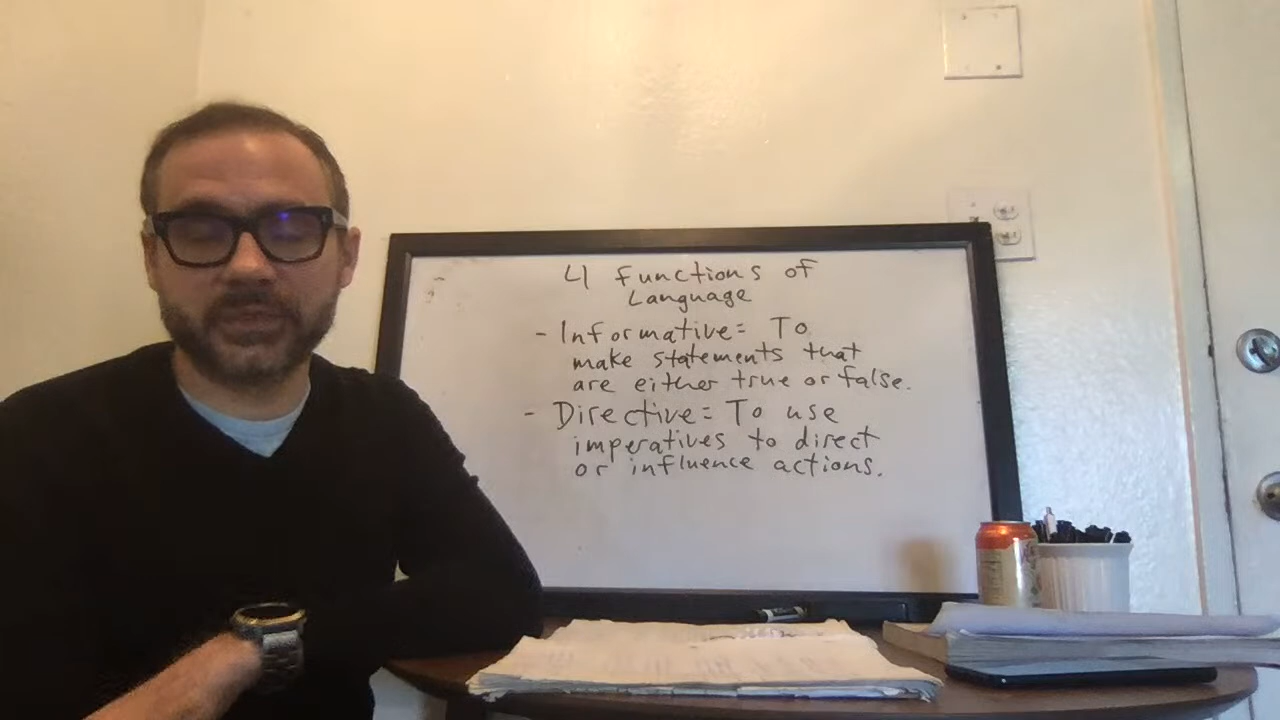 4 Functions of
Language
- Informative = To
make statements that
are either true or false.
- Directive = To use
imperatives to direct
or influence actions.